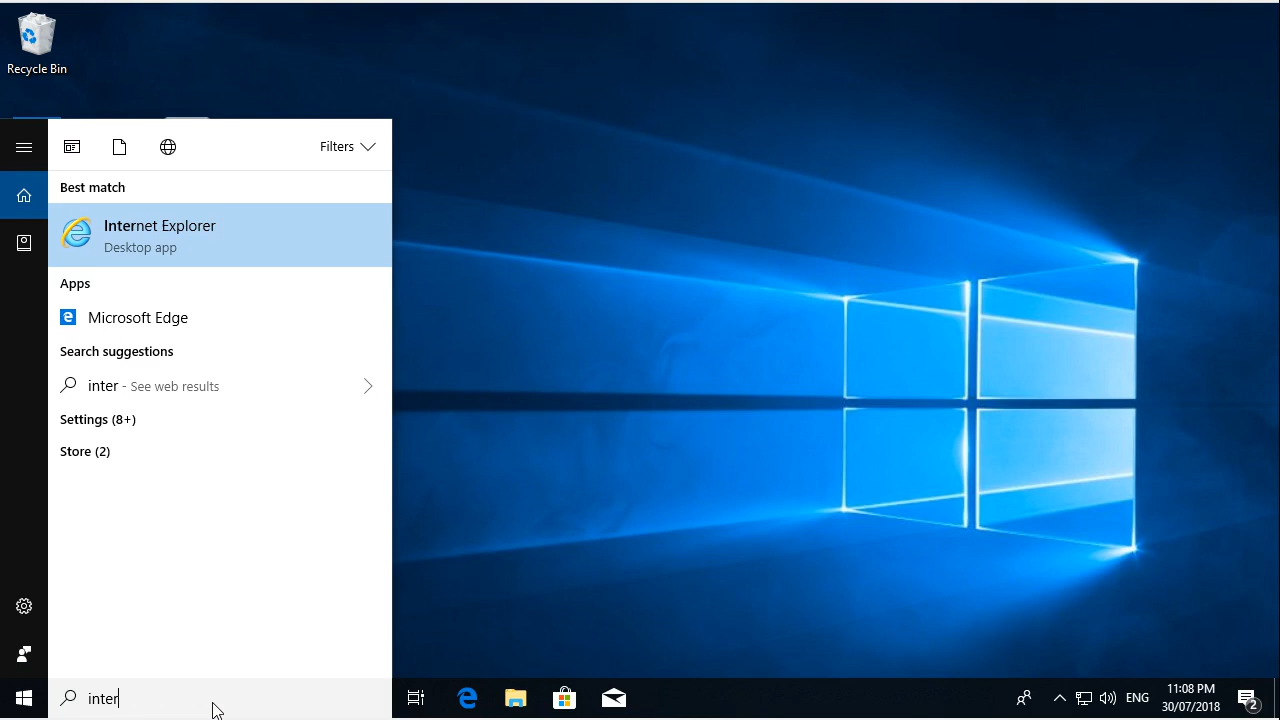 Recycle Bin
Filters
Best match
Internet Explorer
Desktop app
Apps
Microsoft Edge
Search suggestions
inter - See web results
Settings (8+)
Store (2)
inter
ENG
11:08 PM
30/07/2018
2